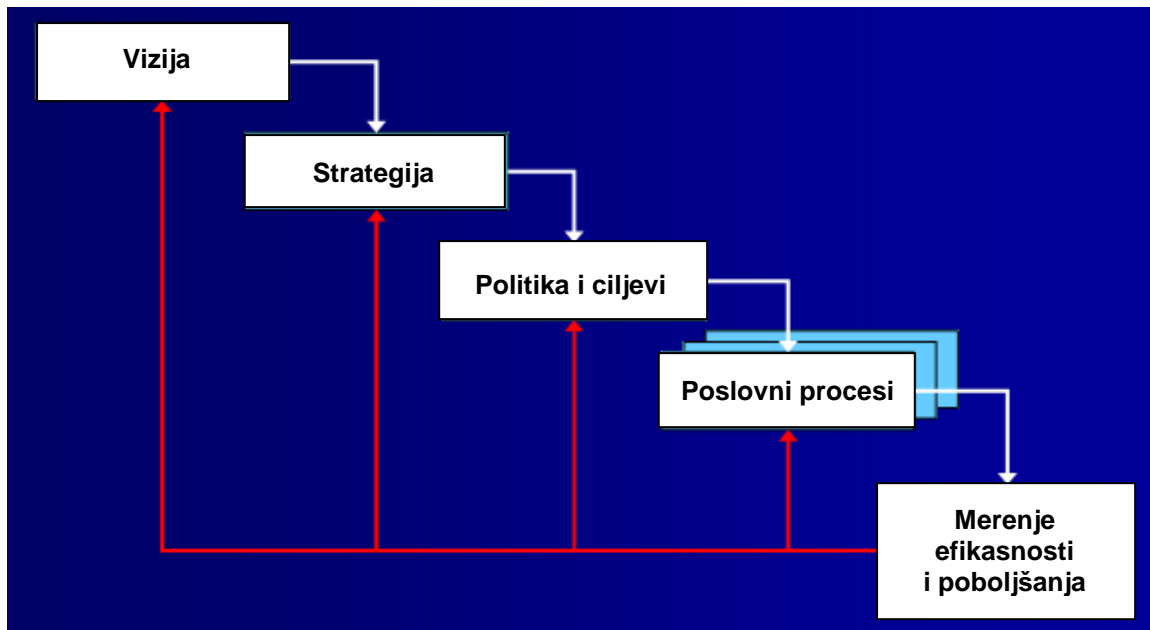 Vizija
Strategija
Politika i ciljevi
Poslovni procesi
Merenje
efikasnosti
i poboljšanja